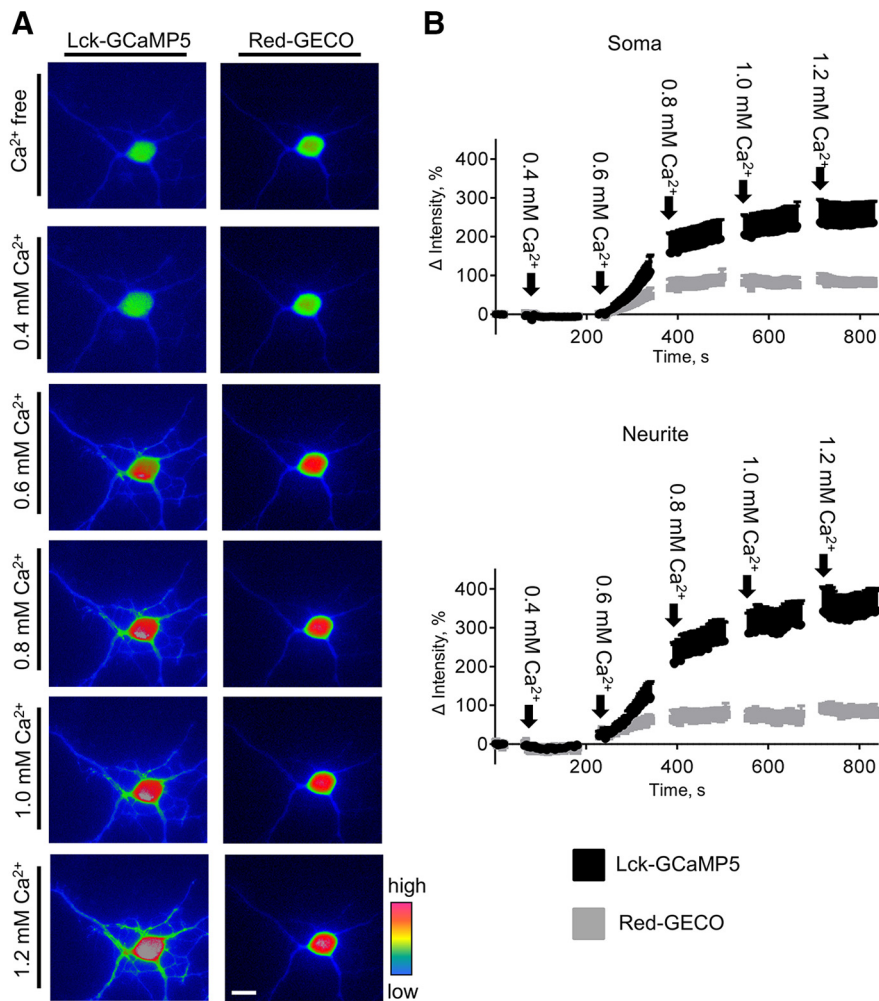 A
Lck-GCaMP5
Red-GECO
Ca²⁺ free
0.4 mM Ca²⁺
0.6 mM Ca²⁺
0.8 mM Ca²⁺
1.0 mM Ca²⁺
1.2 mM Ca²⁺
high
low
B
Soma
Δ Intensity, %
400
300
200
100
0
0.4 mM Ca²⁺
0.6 mM Ca²⁺
0.8 mM Ca²⁺
1.0 mM Ca²⁺
1.2 mM Ca²⁺
200
400
600
800
Time, s
Neurite
Δ Intensity, %
400
300
200
100
0
0.4 mM Ca²⁺
0.6 mM Ca²⁺
0.8 mM Ca²⁺
1.0 mM Ca²⁺
1.2 mM Ca²⁺
200
400
600
800
Time, s
Lck-GCaMP5
Red-GECO